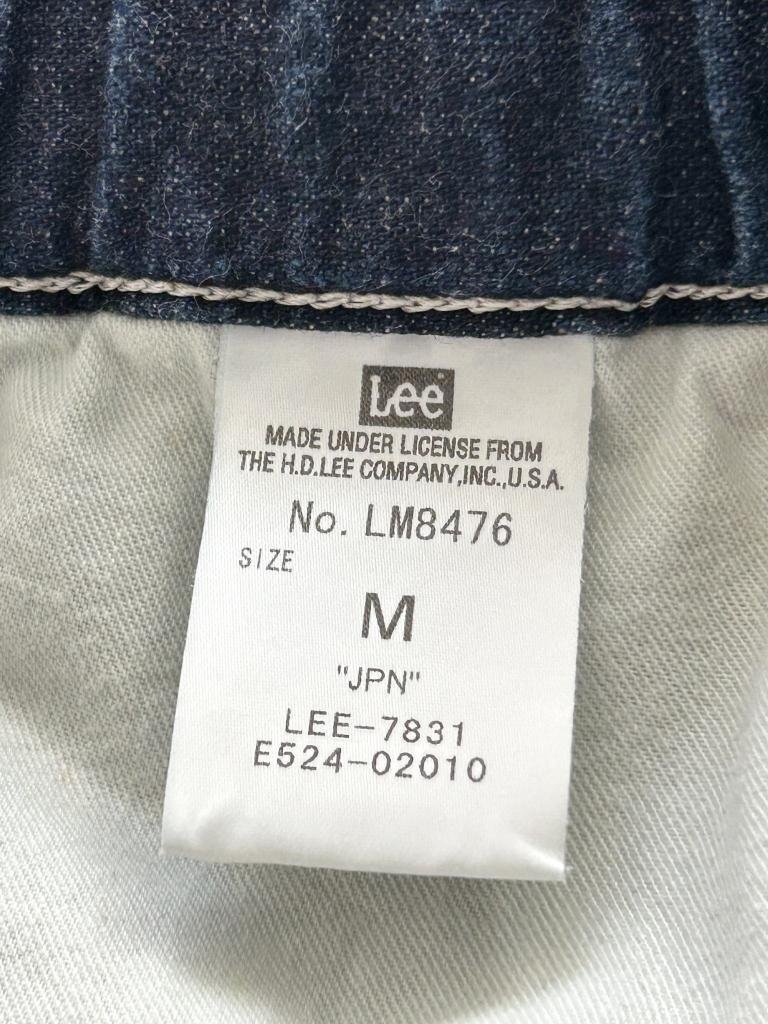 Lee
MADE UNDER LICENSE FROM
THE H.D.LEE COMPANY,INC.,U.S.A.
No. LM8476
SIZE
M
"JPN"
LEE-7831
E524-02010